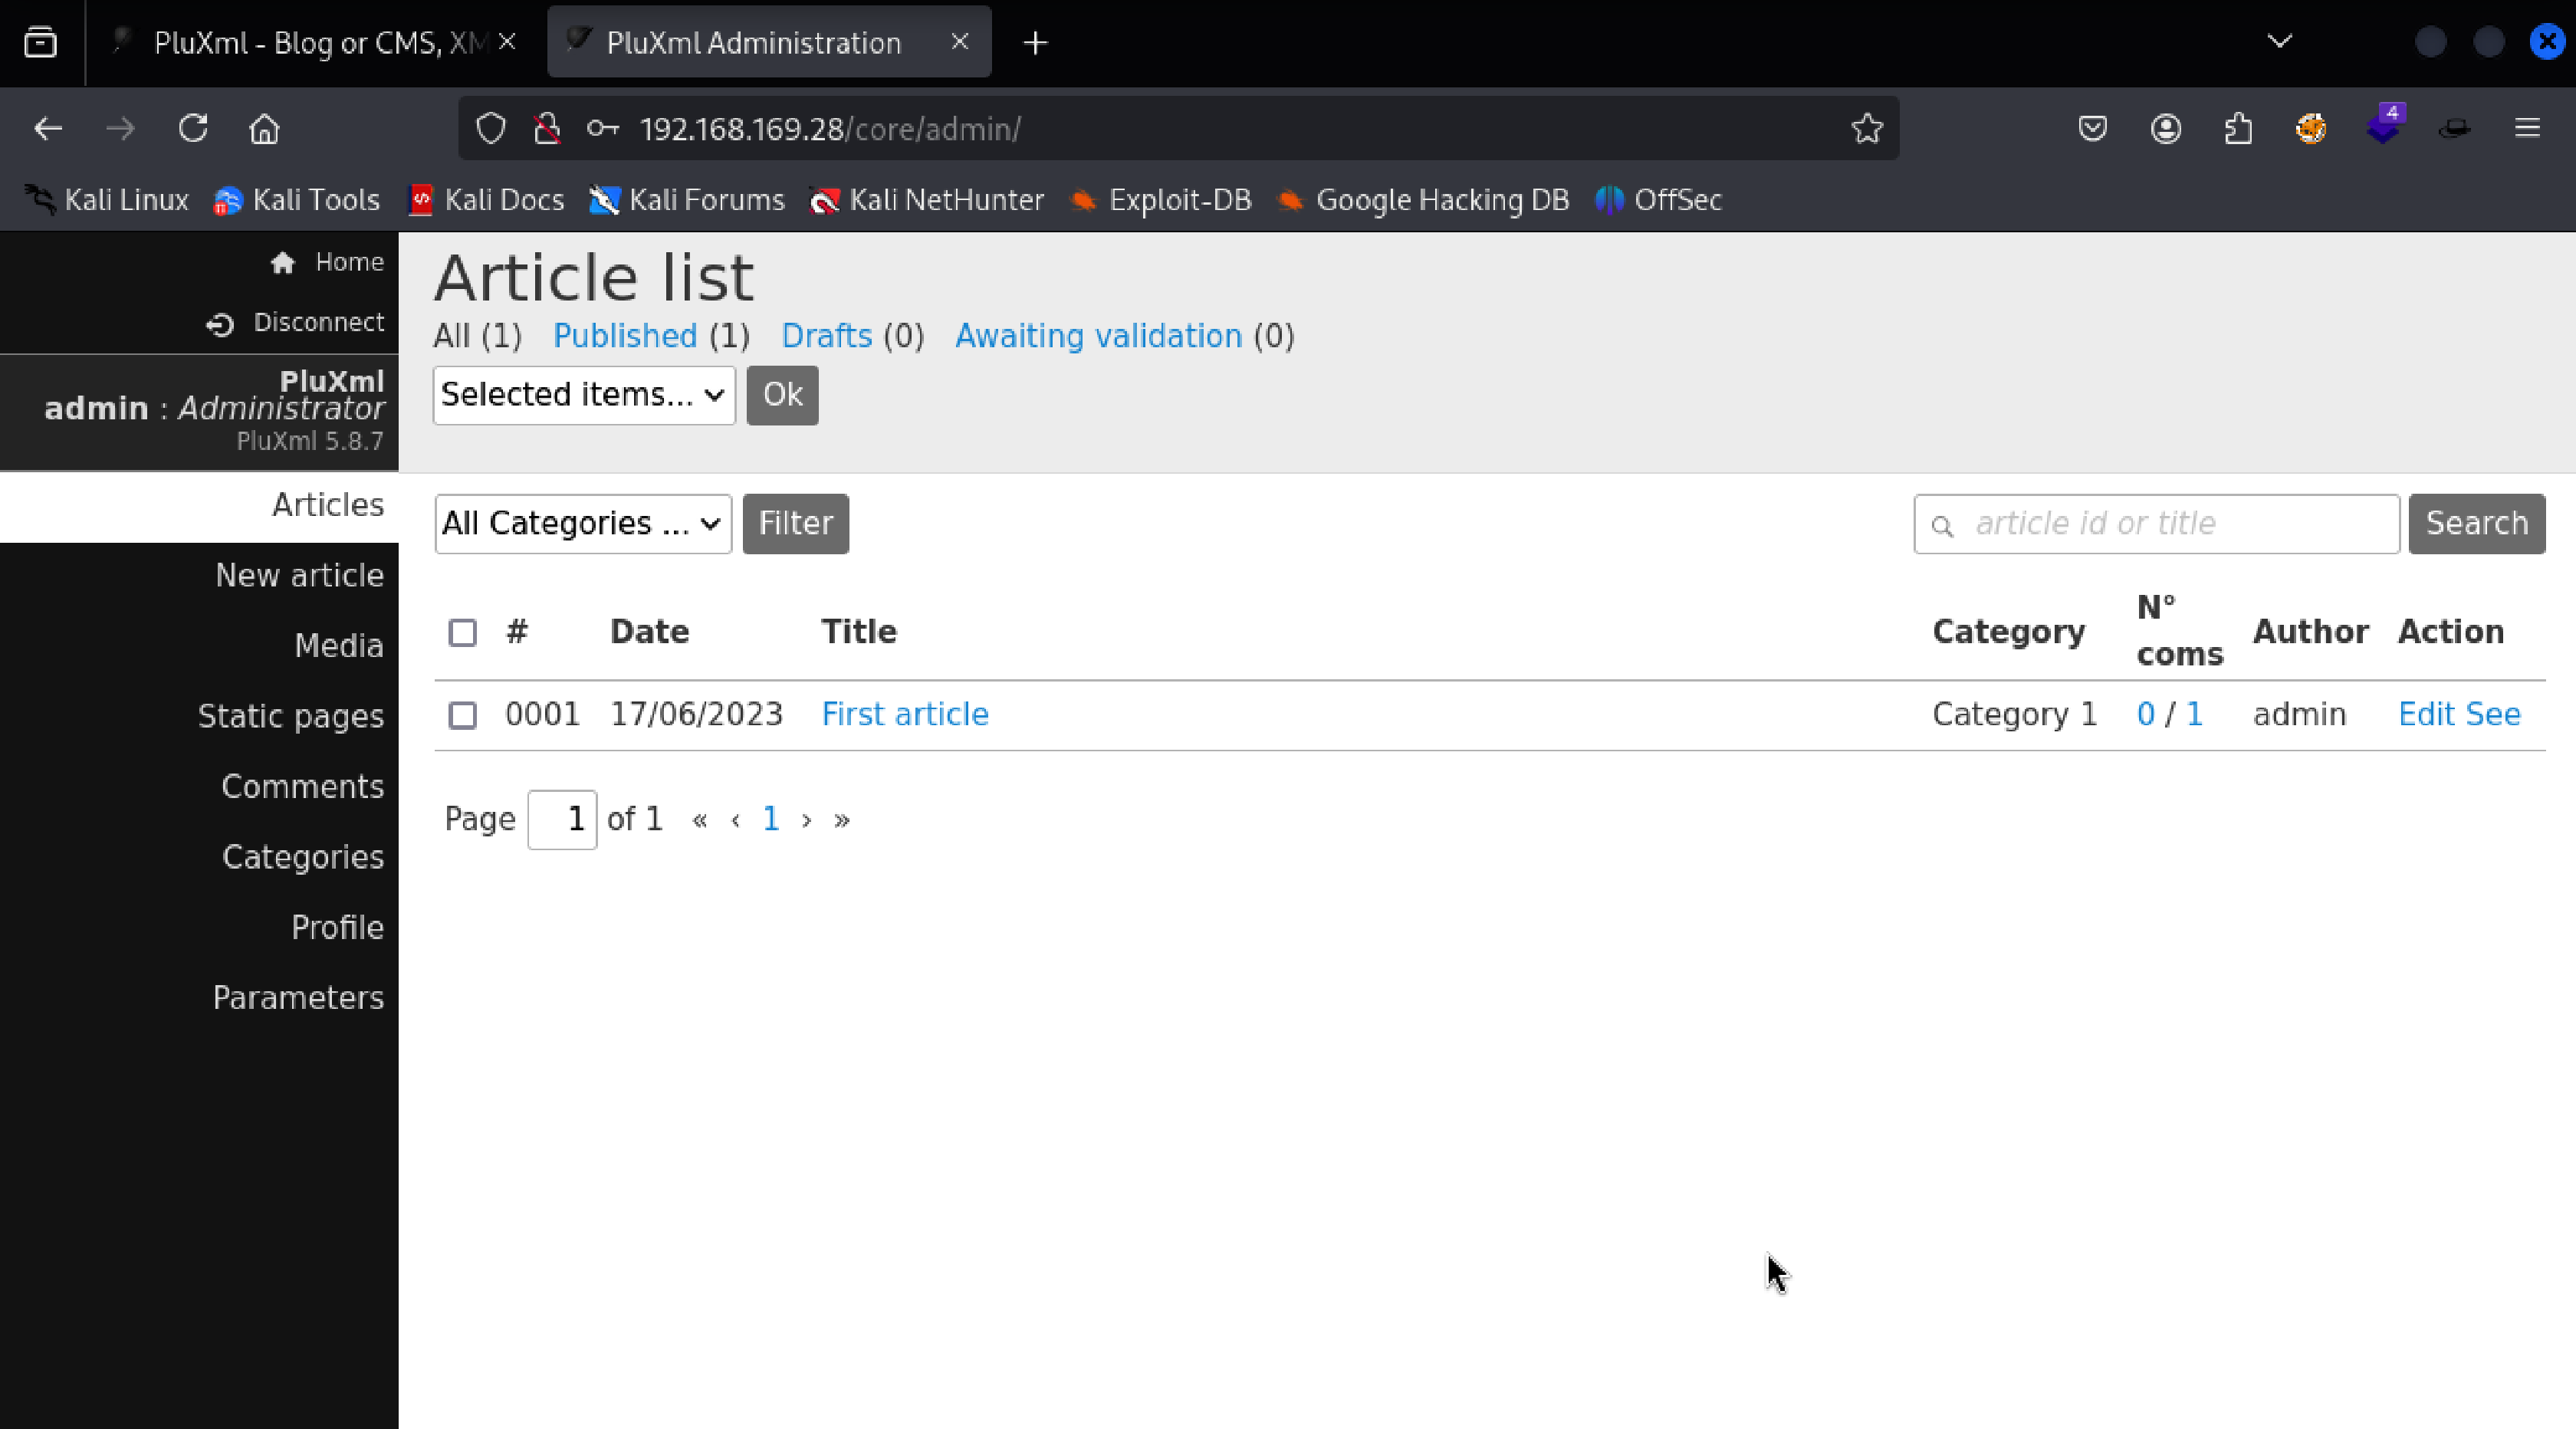 PluXml - Blog or CMS, XM
PluXml Administration
192.168.169.28/core/admin/
4
Kali Linux Kali Tools Kali Docs Kali Forums Kali NetHunter Exploit-DB Google Hacking DB OffSec
Home
Disconnect
PluXml
admin : Administrator
PluXml 5.8.7
Articles
New article
Media
Static pages
Comments
Categories
Profile
Parameters
Article list
All (1) Published (1) Drafts (0) Awaiting validation (0)
Selected items... Ok
All Categories ... Filter article id or title Search
# Date Title Category N° coms Author Action
0001 17/06/2023 First article Category 1 0 / 1 admin Edit See
Page 1 of 1 « ‹ 1 › »